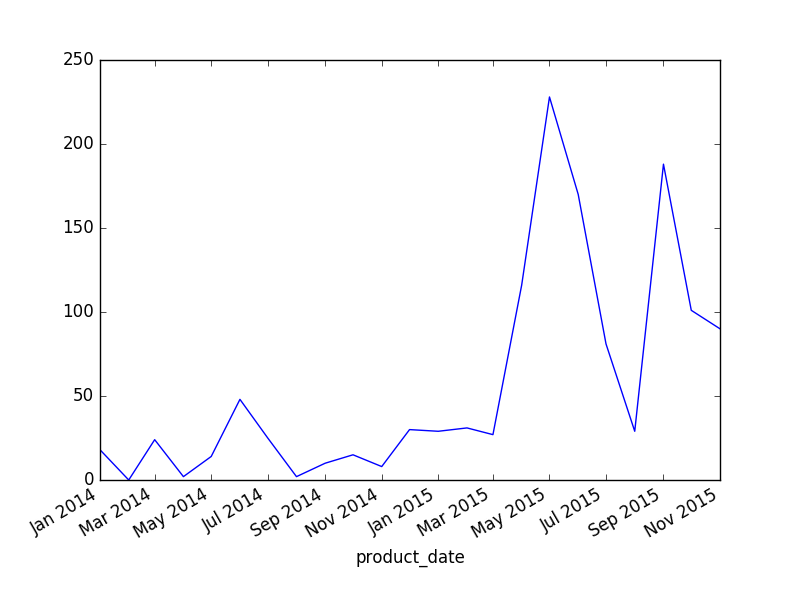 250
200
150
100
50
0
Jan 2014
Mar 2014
May 2014
Jul 2014
Sep 2014
Nov 2014
Jan 2015
Mar 2015
May 2015
Jul 2015
Sep 2015
Nov 2015
product_date